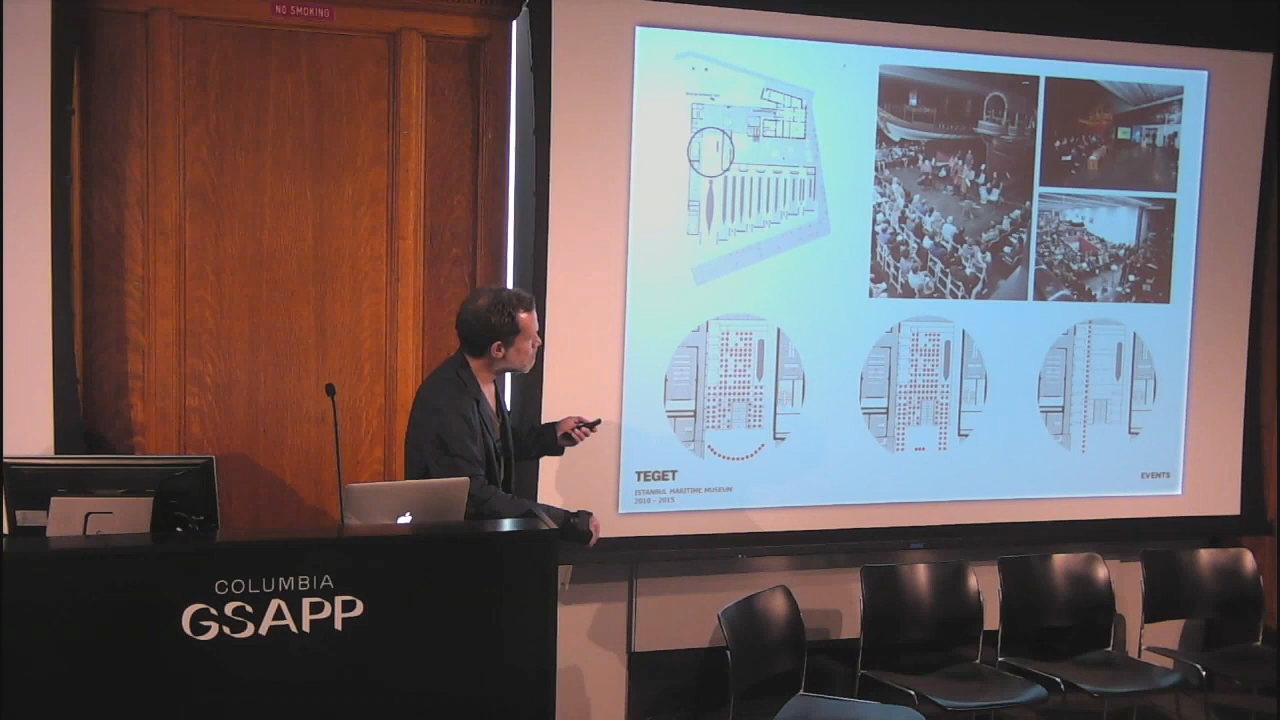 NO SMOKING
TEGET
ISTANBUL MARITIME MUSEUM
2010 - 2015
EVENTS
COLUMBIA
GSAPP